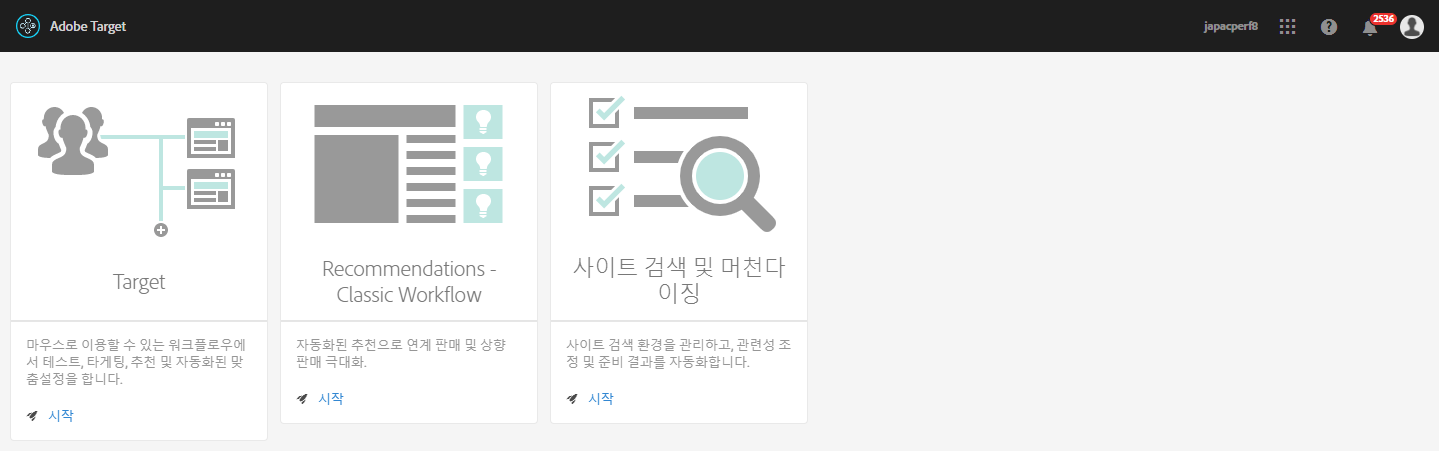 Adobe Target
japacperf8
2536
Target
마우스로 이용할 수 있는 워크플로우에
서 테스트, 타게팅, 추천 및 자동화된 맞
춤설정을 합니다.
시작
Recommendations -
Classic Workflow
자동화된 추천으로 연계 판매 및 상향
판매 극대화.
시작
사이트 검색 및 머천다
이징
사이트 검색 환경을 관리하고, 관련성 조
정 및 준비 결과를 자동화합니다.
시작